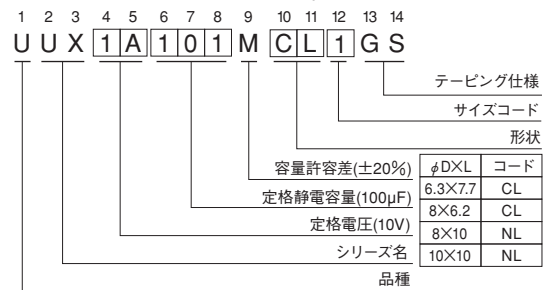 1 2 3 4 5 6 7 8 9 10 11 12 13 14
U U X 1 A 1 0 1 M C L 1 G S
テーピング仕様
サイズコード
形状
容量許容差(±20%)
定格静電容量(100µF)
定格電圧(10V)
シリーズ名
品種
φD×L コード
6.3×7.7 CL
8×6.2 CL
8×10 NL
10×10 NL